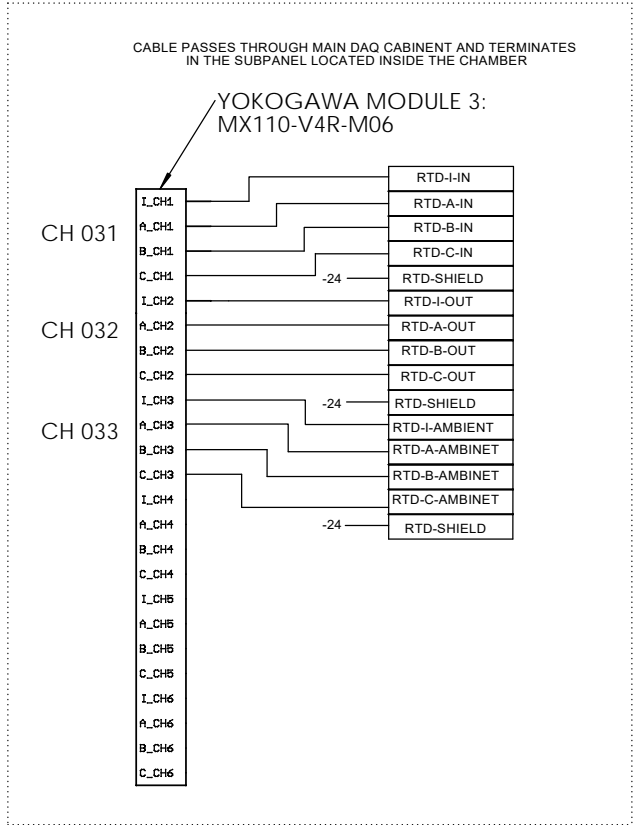 CABLE PASSES THROUGH MAIN DAQ CABINENT AND TERMINATES
IN THE SUBPANEL LOCATED INSIDE THE CHAMBER
YOKOGAWA MODULE 3:
MX110-V4R-M06
CH 031
CH 032
CH 033
I_CH1
A_CH1
B_CH1
C_CH1
I_CH2
A_CH2
B_CH2
C_CH2
I_CH3
A_CH3
B_CH3
C_CH3
I_CH4
A_CH4
B_CH4
C_CH4
I_CH5
A_CH5
B_CH5
C_CH5
I_CH6
A_CH6
B_CH6
C_CH6
RTD-I-IN
RTD-A-IN
RTD-B-IN
RTD-C-IN
-24 RTD-SHIELD
RTD-I-OUT
RTD-A-OUT
RTD-B-OUT
RTD-C-OUT
-24 RTD-SHIELD
RTD-I-AMBIENT
RTD-A-AMBINET
RTD-B-AMBINET
RTD-C-AMBINET
-24 RTD-SHIELD